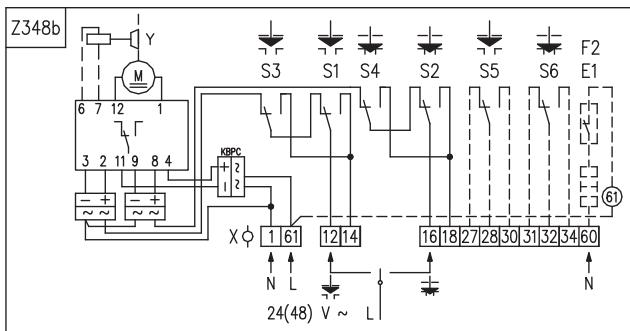 Z348b
Y
M
6 7 12 1
3 2 11 9 8 4
KBPC
+ ~
− ~
− + − +
~ ~ ~ ~
S3 S1 S4 S2 S5 S6 F2
E1
61
X 1 61 12 14 16 18 27 28 30 31 32 34 60
N L N
24(48) V ~ L